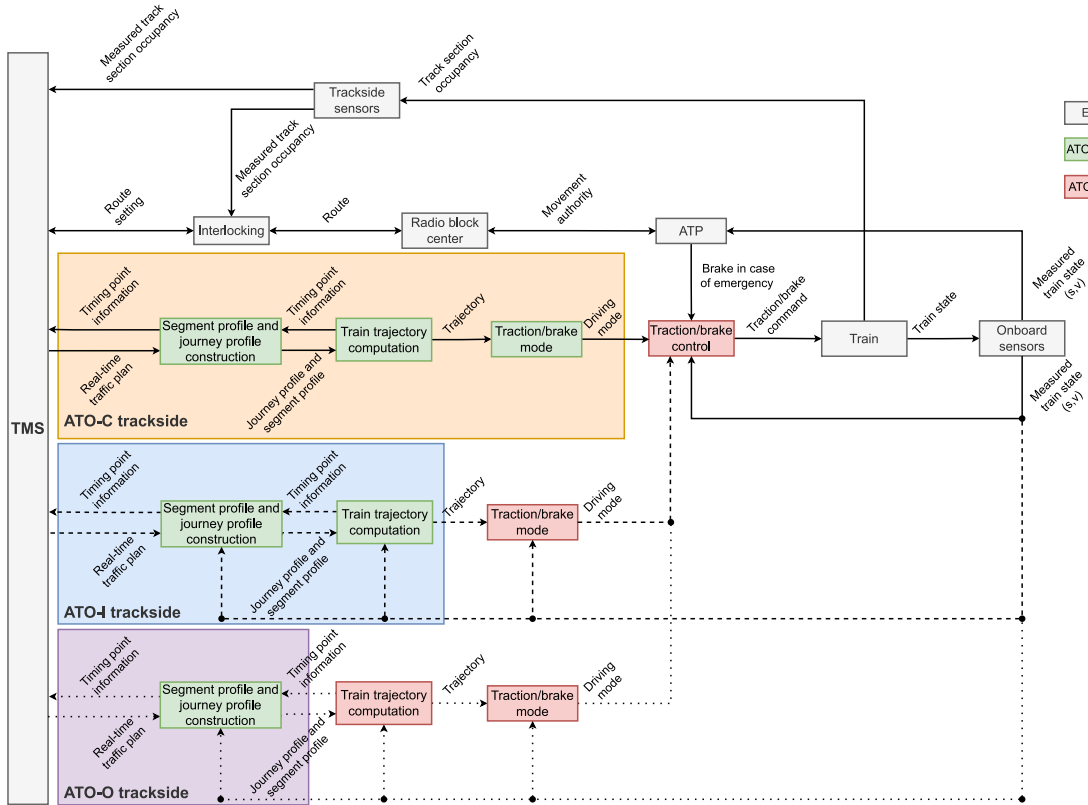 Measured track
section occupancy
Track section
occupancy
Trackside
sensors
E
ATO
ATO
Measured track
section occupancy
Route
setting
Interlocking
Route
Radio block
center
Movement
authority
ATP
Brake in case
of emergency
Measured
train state
(s,v)
Timing point
information
Segment profile and
journey profile
construction
Timing point
information
Train trajectory
computation
Trajectory
Traction/brake
mode
Driving
mode
Traction/brake
control
Traction/brake
command
Train
Train state
Onboard
sensors
Real-time
traffic plan
Journey profile and
segment profile
Measured
train state
(s,v)
ATO-C trackside
TMS
Timing point
information
Segment profile and
journey profile
construction
Timing point
information
Train trajectory
computation
Trajectory
Traction/brake
mode
Driving
mode
Real-time
traffic plan
Journey profile and
segment profile
ATO-I trackside
Timing point
information
Segment profile and
journey profile
construction
Timing point
information
Train trajectory
computation
Trajectory
Traction/brake
mode
Driving
mode
Real-time
traffic plan
Journey profile and
segment profile
ATO-O trackside